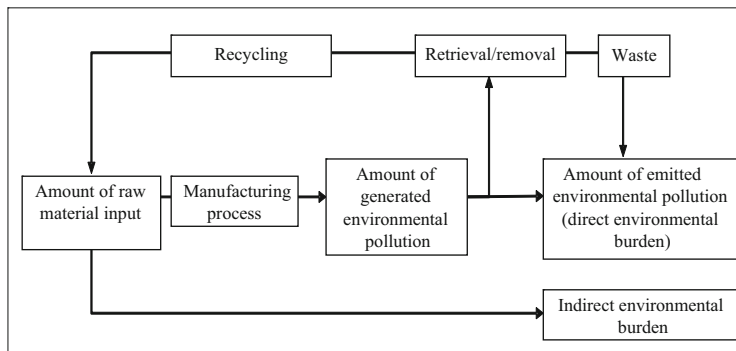 Recycling
Retrieval/removal
Waste
Amount of raw
material input
Manufacturing
process
Amount of
generated
environmental
pollution
Amount of emitted
environmental pollution
(direct environmental
burden)
Indirect environmental
burden